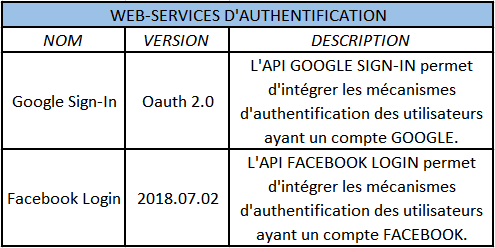 WEB-SERVICES D'AUTHENTIFICATION
NOM VERSION DESCRIPTION
Google Sign-In Oauth 2.0 L'API GOOGLE SIGN-IN permet
d'intégrer les mécanismes
d'authentification des utilisateurs
ayant un compte GOOGLE.
Facebook Login 2018.07.02 L'API FACEBOOK LOGIN permet
d'intégrer les mécanismes
d'authentification des utilisateurs
ayant un compte FACEBOOK.